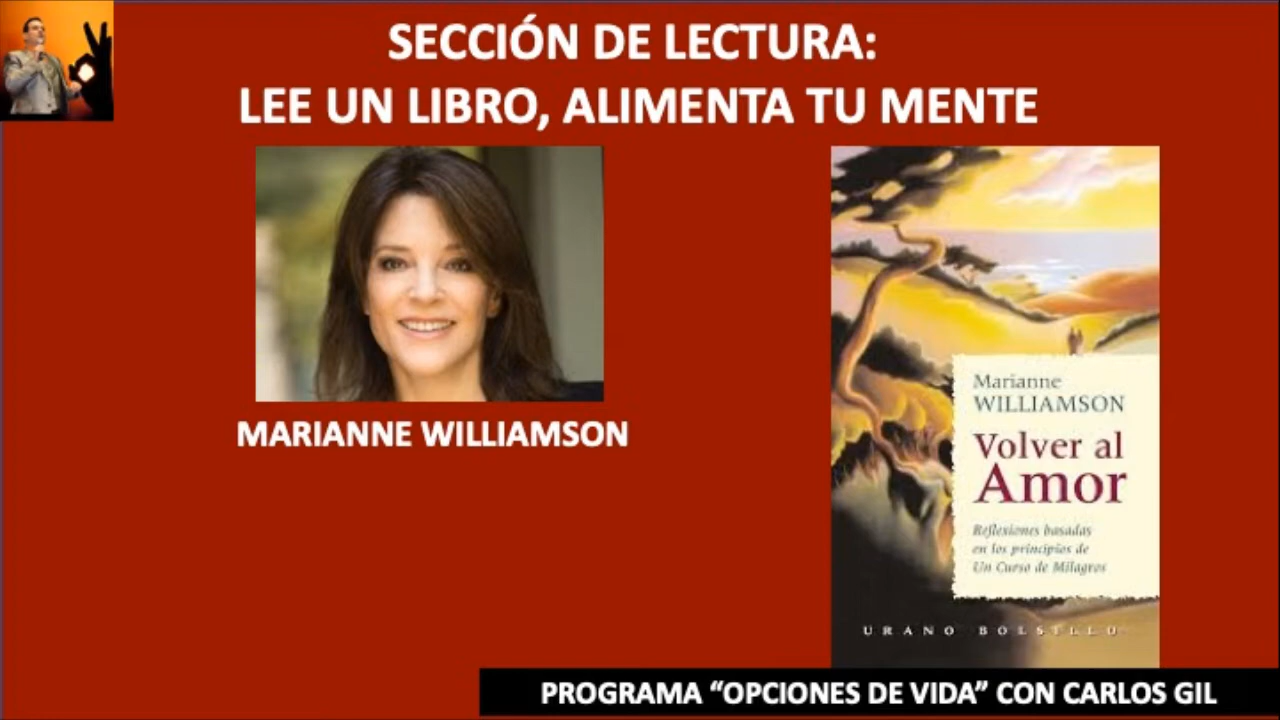 SECCIÓN DE LECTURA:
LEE UN LIBRO, ALIMENTA TU MENTE
MARIANNE WILLIAMSON
Marianne
WILLIAMSON
Volver al
Amor
Reflexiones basadas
en los principios de
Un Curso de Milagros
URANO BOLSILLO
PROGRAMA “OPCIONES DE VIDA” CON CARLOS GIL